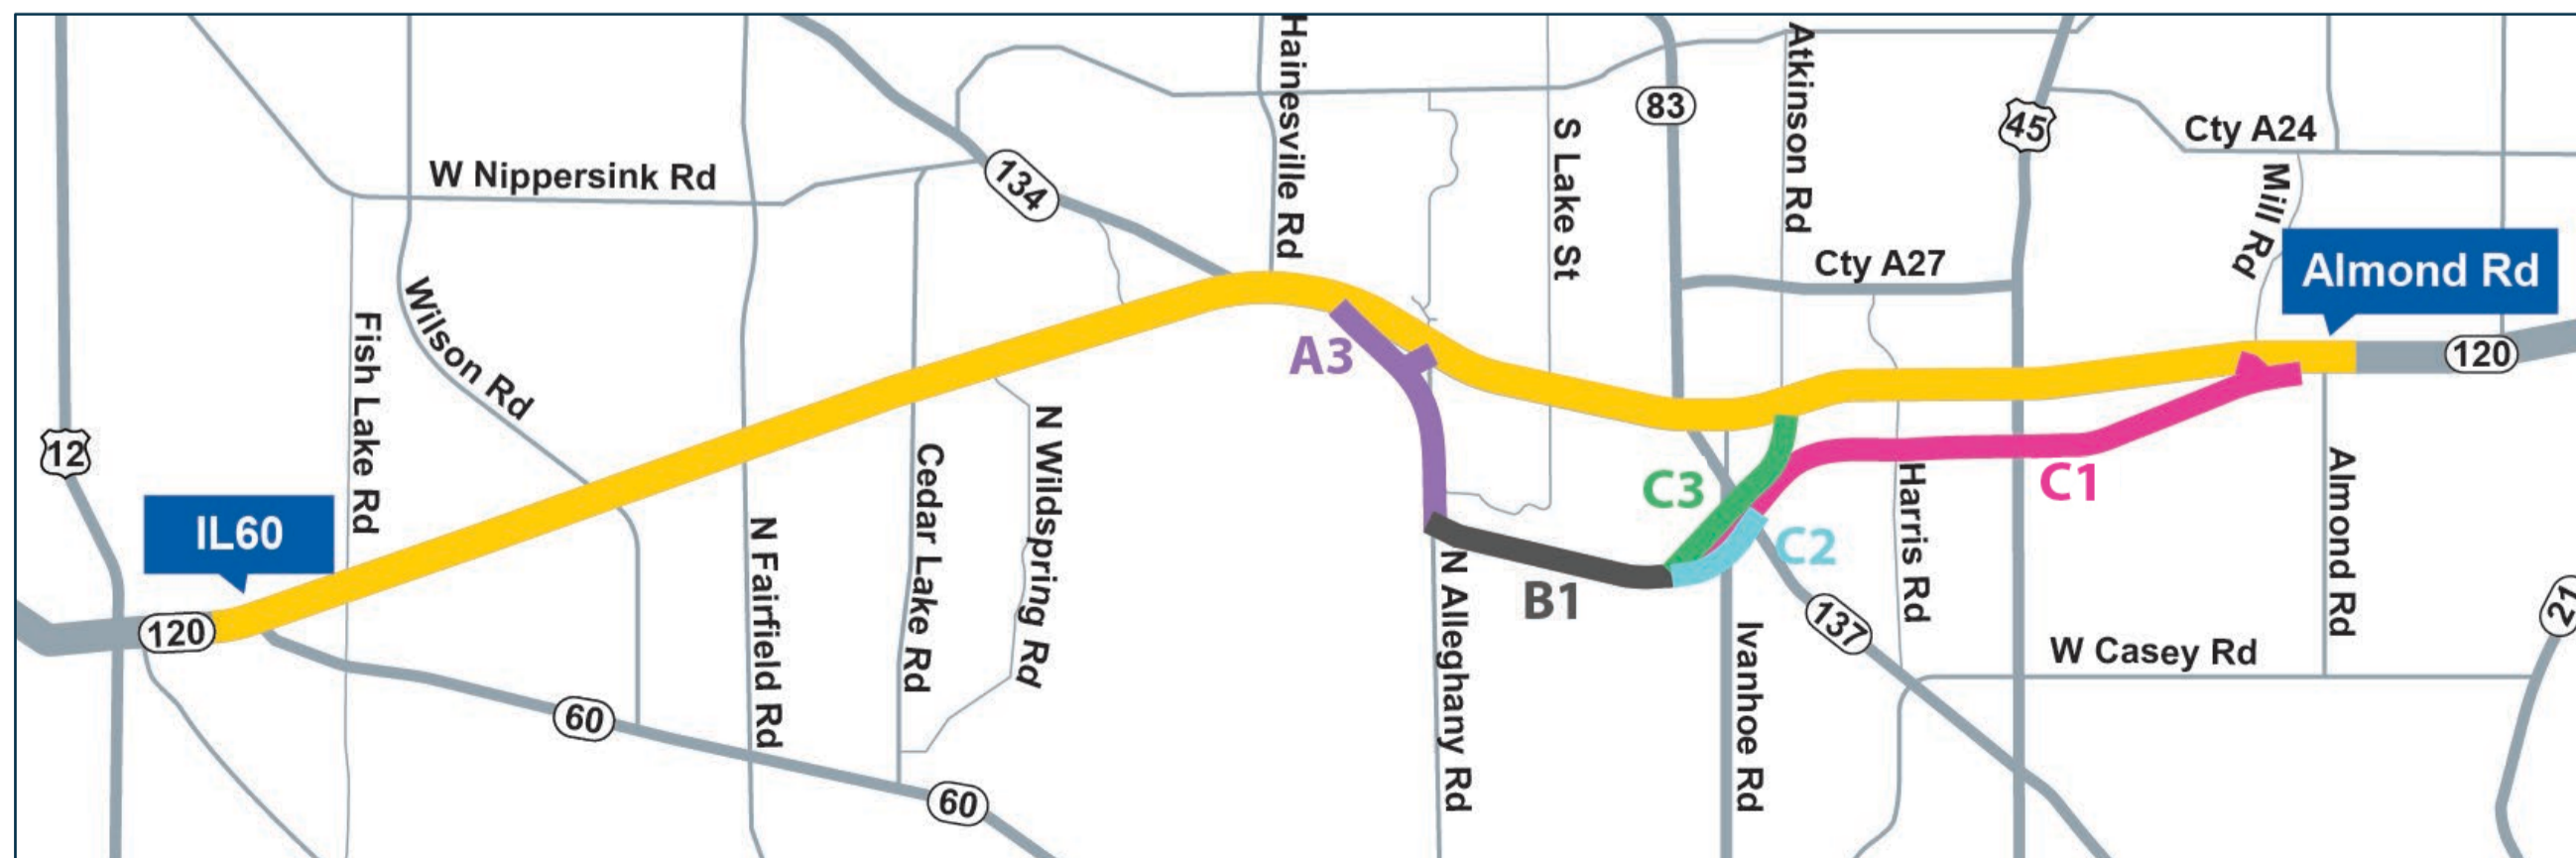 Hainesville Rd
Atkinson Rd
83
45
S Lake St
Cty A24
W Nippersink Rd
134
Mill Rd
Cty A27
Almond Rd
Wilson Rd
Fish Lake Rd
A3
120
N Wildspring Rd
12
Cedar Lake Rd
C3
Harris Rd
C1
Almond Rd
IL60
N Fairfield Rd
C2
B1
N Alleghany Rd
120
137
Ivanhoe Rd
W Casey Rd
60
60